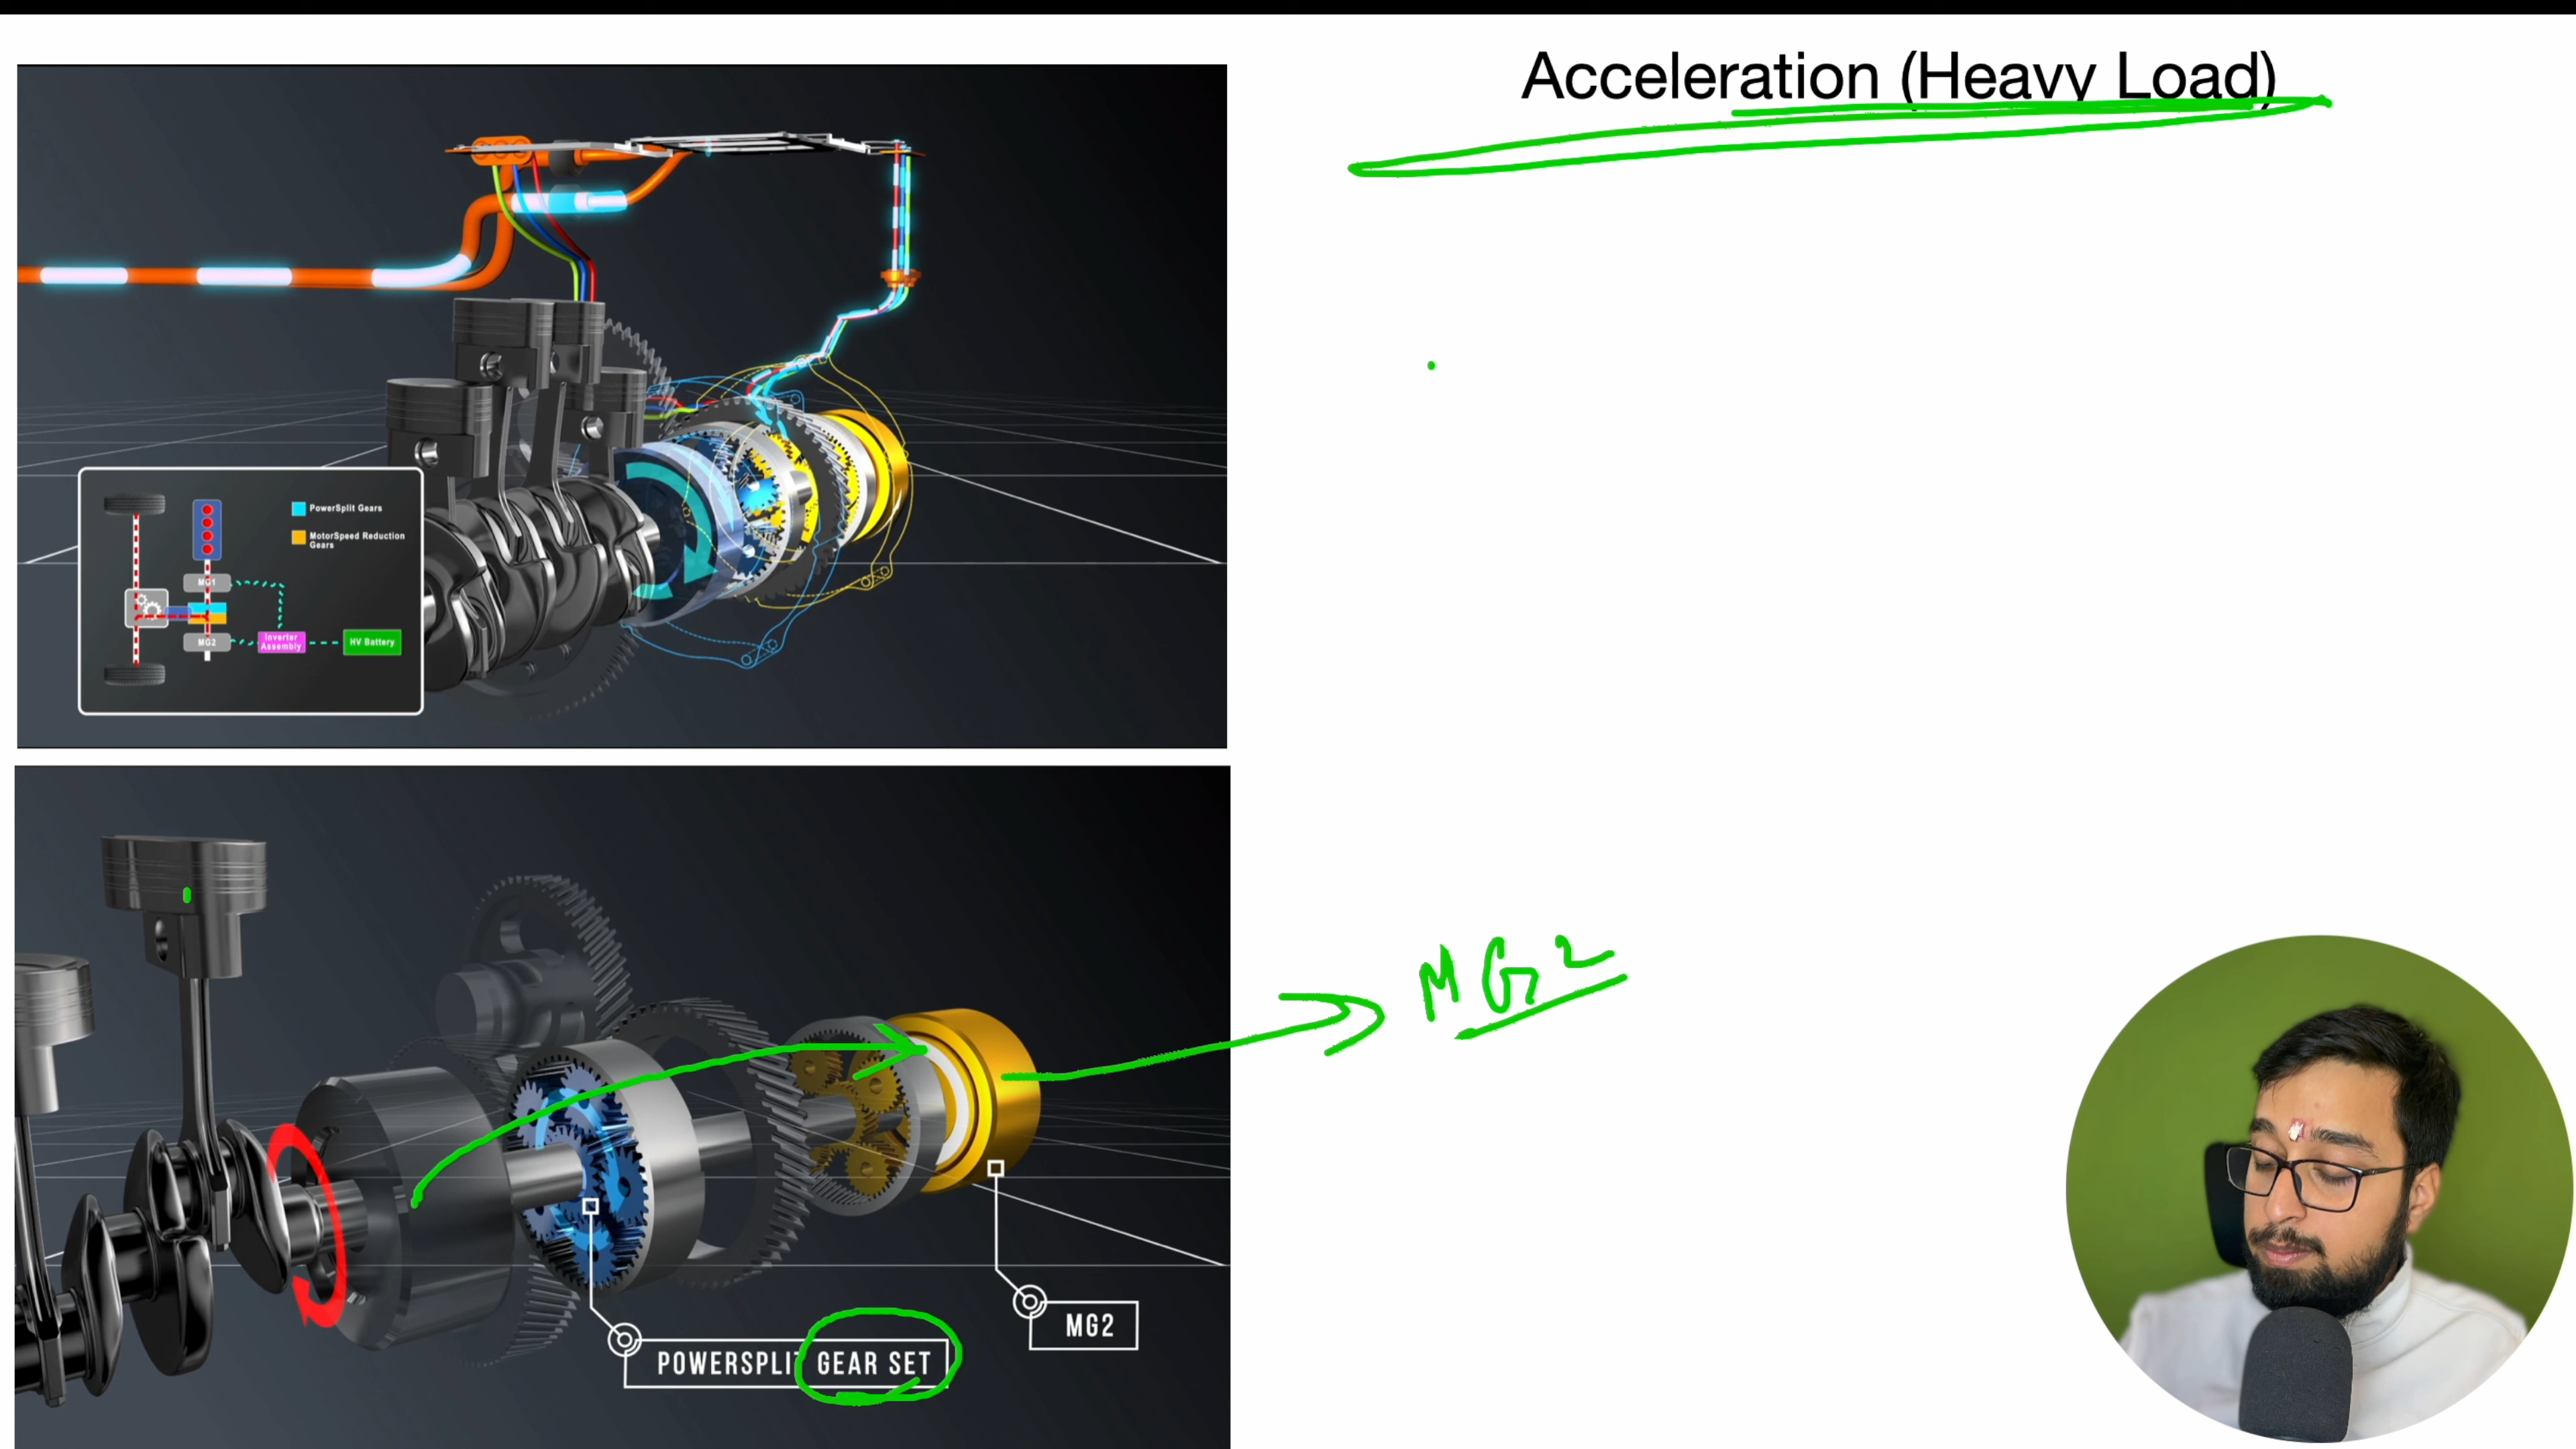 Acceleration (Heavy Load)
PowerSplit Gears
MotorSpeed Reduction
Gears
MG1
MG2
Inverter
Assembly
HV Battery
MG2
MG2
POWERSPLIT GEAR SET